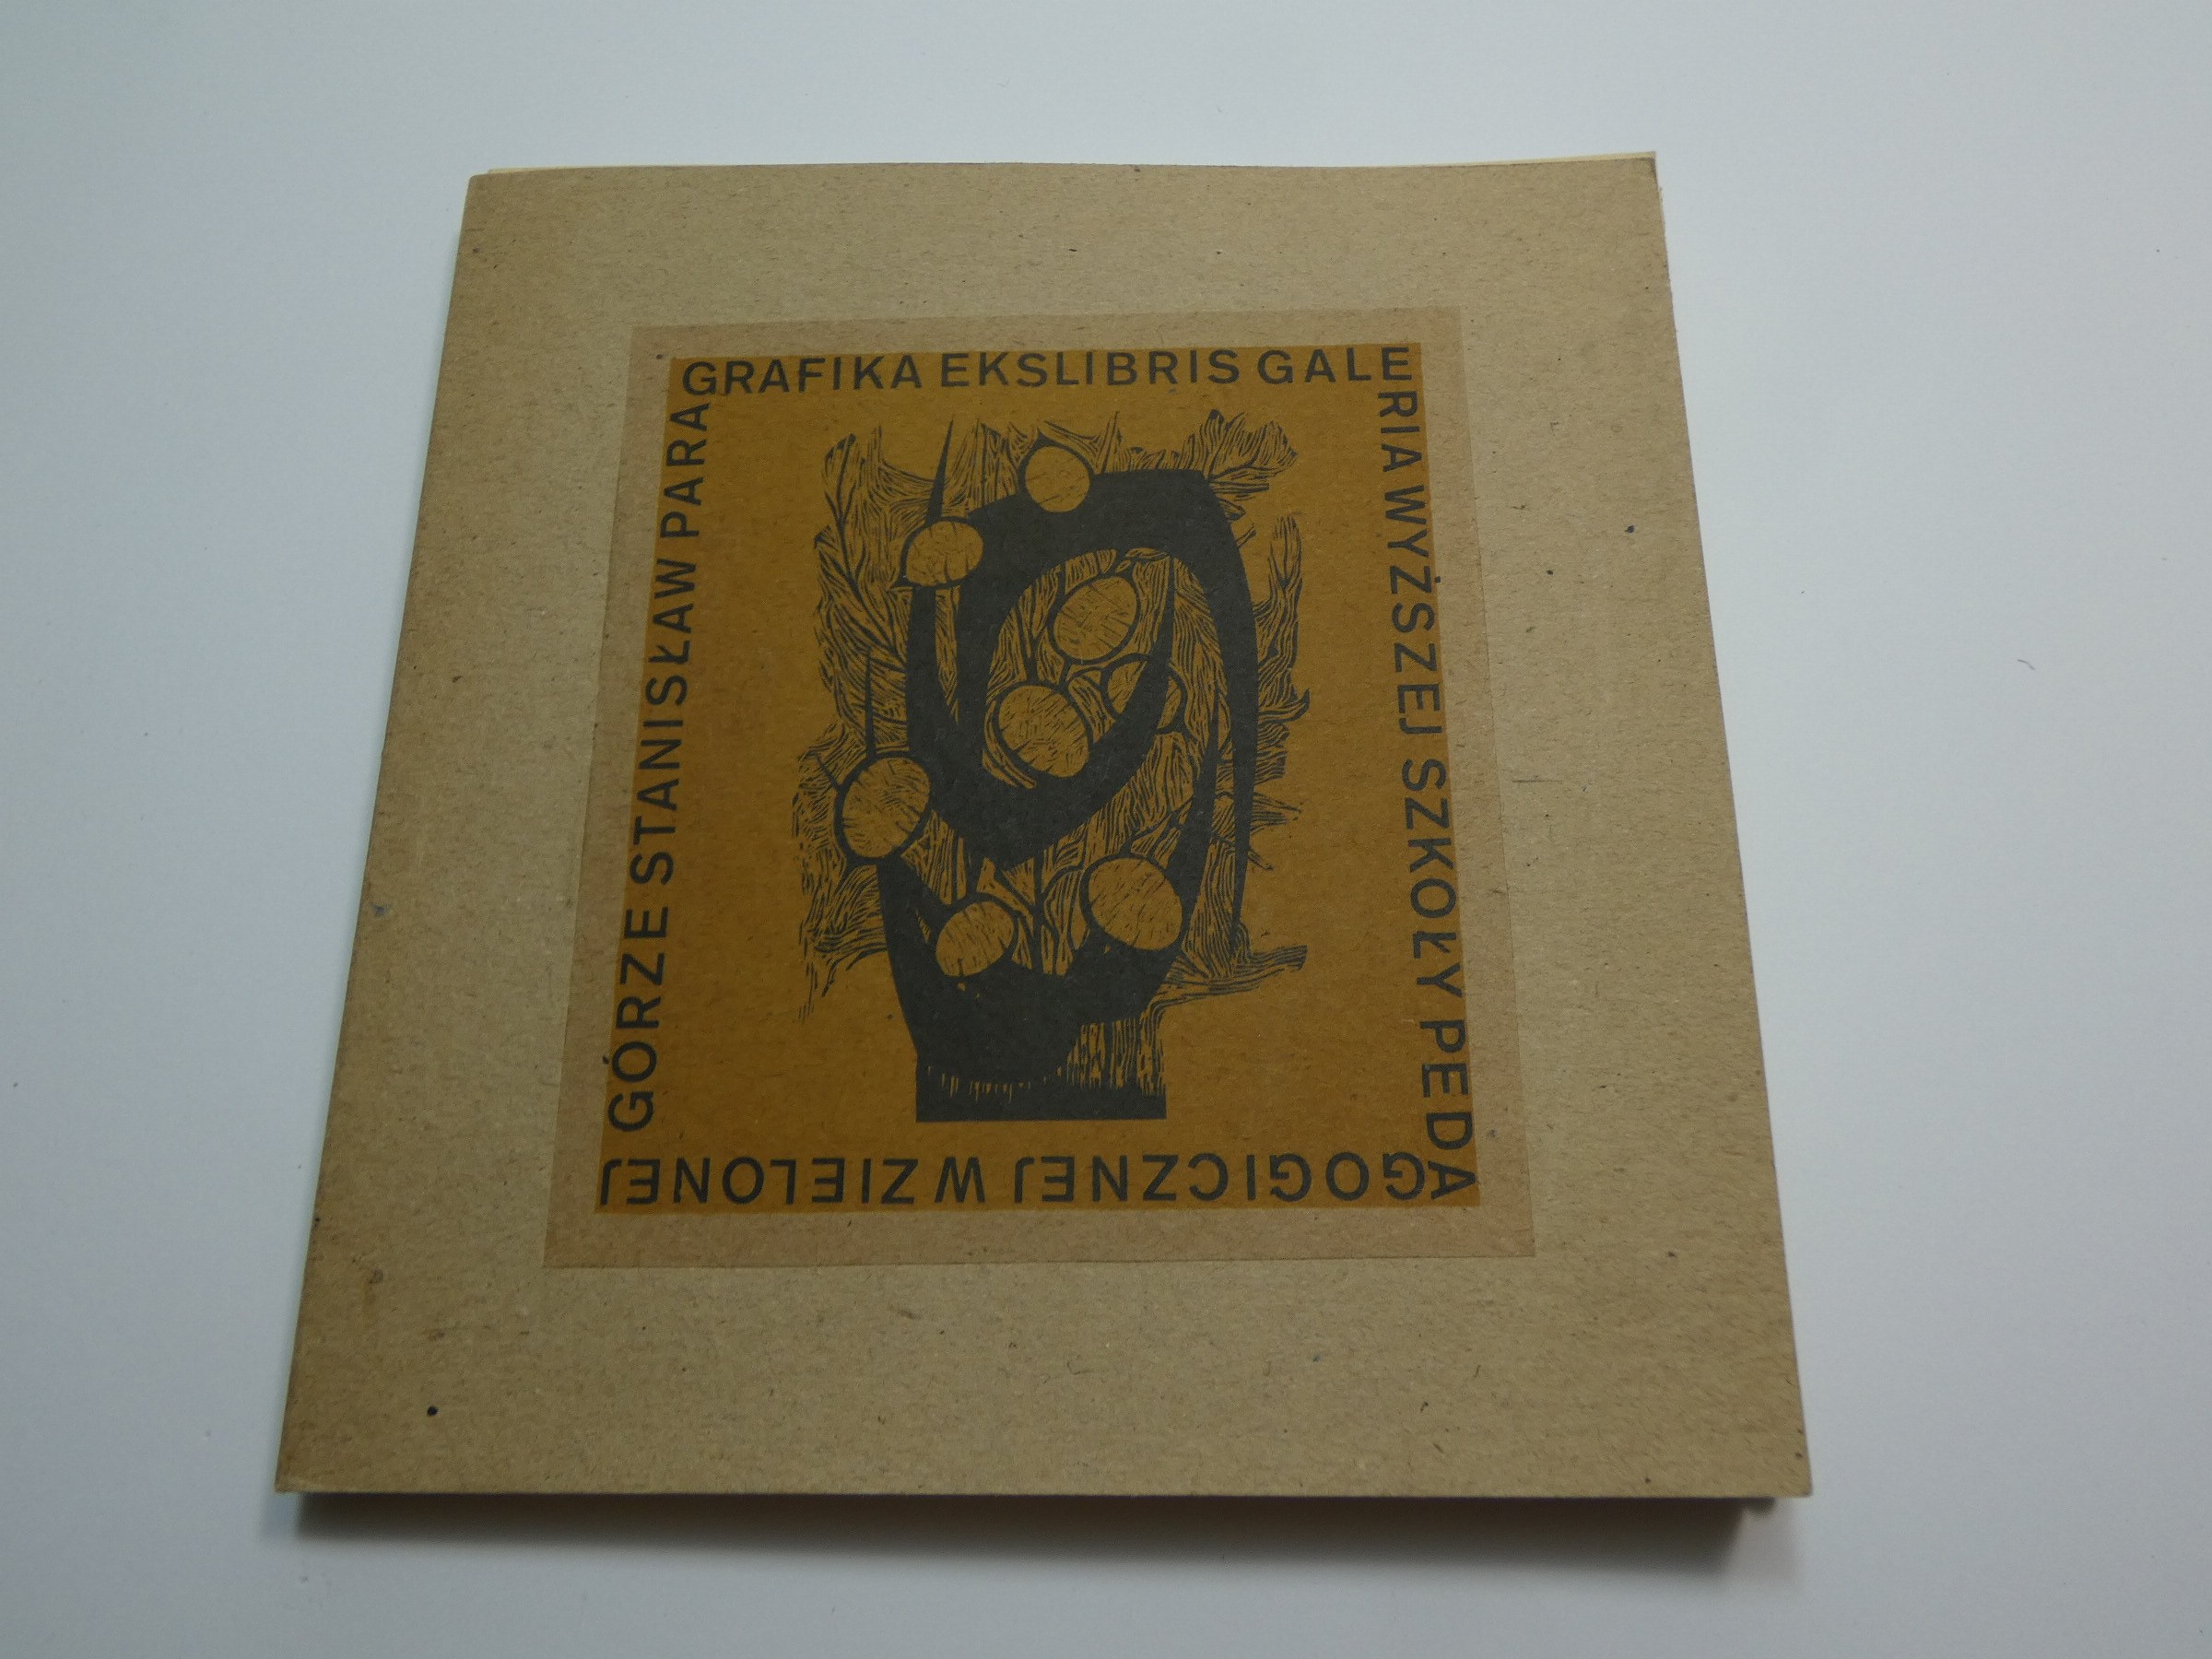 GRAFIKA EKSLIBRIS GALE
RIA WYŻSZEJ SZKOŁY PEDA
GOGICZNEJ W ZIELONEJ
GÓRZE STANISŁAW PARA